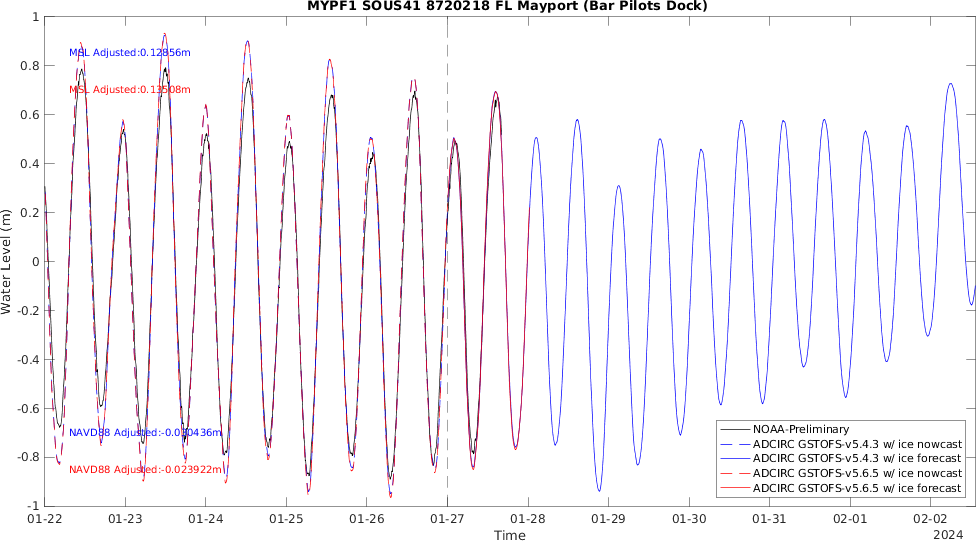 MYPF1 SOUS41 8720218 FL Mayport (Bar Pilots Dock)
1
0.8
0.6
0.4
0.2
0
-0.2
-0.4
-0.6
-0.8
-1
Water Level (m)
MSL Adjusted:0.12856m
MSL Adjusted:0.13508m
NAVD88 Adjusted:-0.030436m
NAVD88 Adjusted:-0.023922m
NOAA-Preliminary
ADCIRC GSTOFS-v5.4.3 w/ ice nowcast
ADCIRC GSTOFS-v5.4.3 w/ ice forecast
ADCIRC GSTOFS-v5.6.5 w/ ice nowcast
ADCIRC GSTOFS-v5.6.5 w/ ice forecast
01-22 01-23 01-24 01-25 01-26 01-27 01-28 01-29 01-30 01-31 02-01 02-02
Time
2024